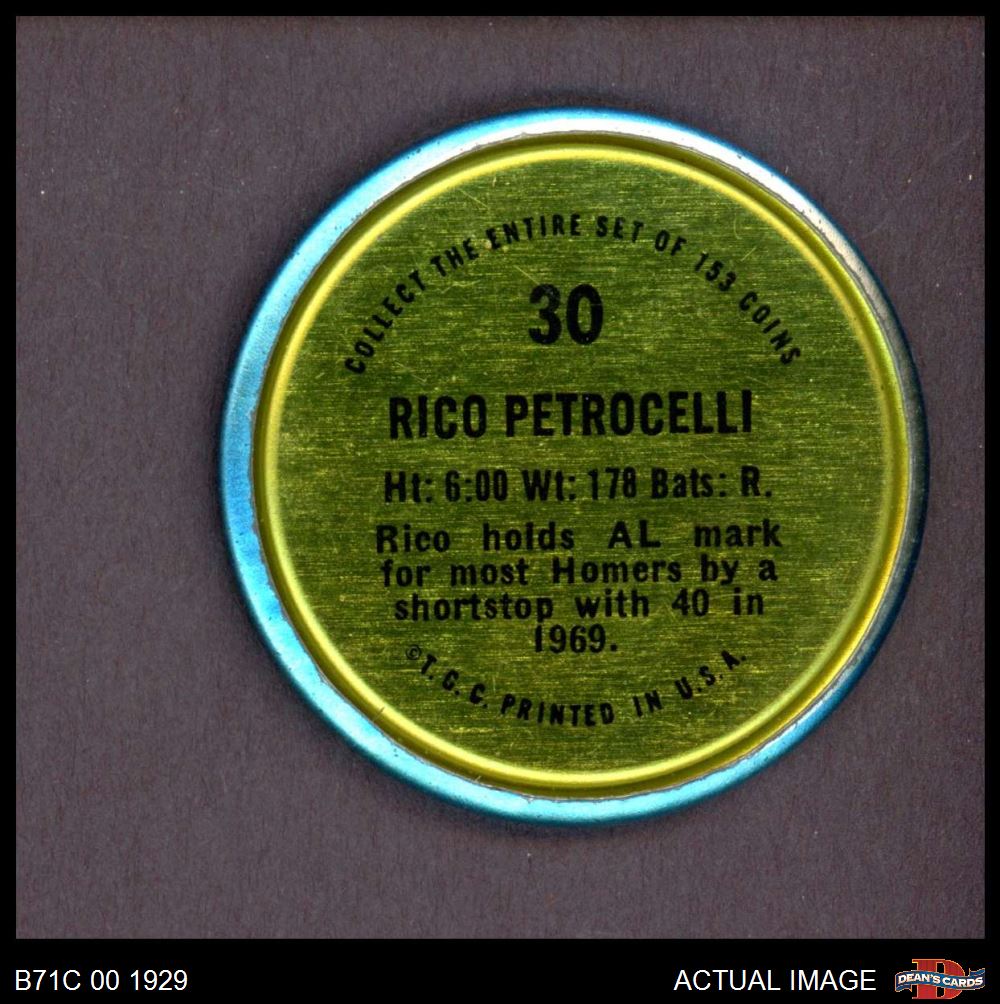 COLLECT THE ENTIRE SET OF 153 COINS
30
RICO PETROCELLI
Ht: 6:00 Wt: 178 Bats: R.
Rico holds AL mark
for most Homers by a
shortstop with 40 in
1969.
©T. G. C. PRINTED IN U.S.A.
B71C 00 1929
ACTUAL IMAGE
DEAN'S CARDS